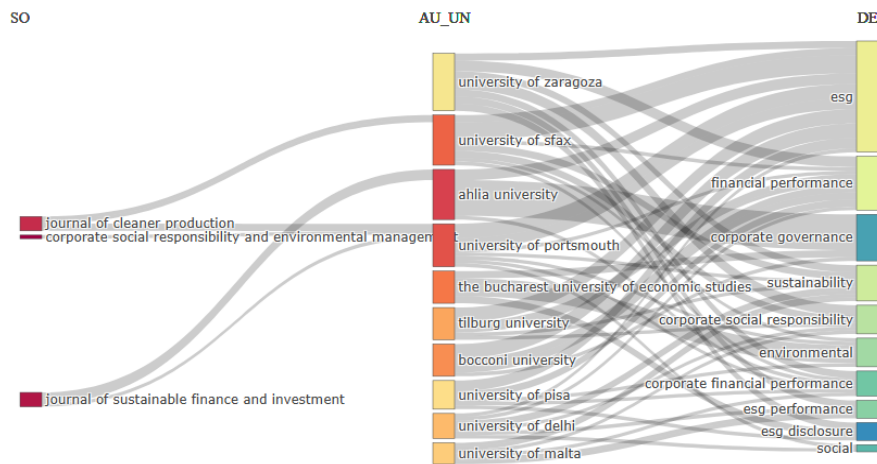 SO
AU_UN
DE
journal of cleaner production
corporate social responsibility and environmental management
journal of sustainable finance and investment
university of zaragoza
university of sfax
ahlia university
university of portsmouth
the bucharest university of economic studies
tilburg university
bocconi university
university of pisa
university of delhi
university of malta
esg
financial performance
corporate governance
sustainability
corporate social responsibility
environmental
corporate financial performance
esg performance
esg disclosure
social